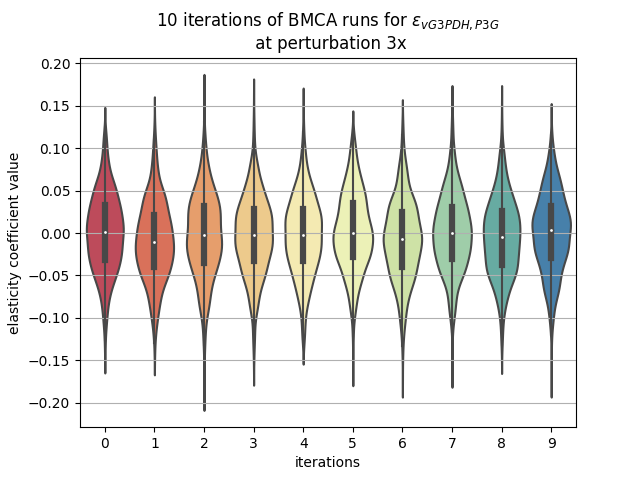 10 iterations of BMCA runs for ε_vG3PDH,P3G
at perturbation 3x
elasticity coefficient value
0.20
0.15
0.10
0.05
0.00
−0.05
−0.10
−0.15
−0.20
0 1 2 3 4 5 6 7 8 9
iterations